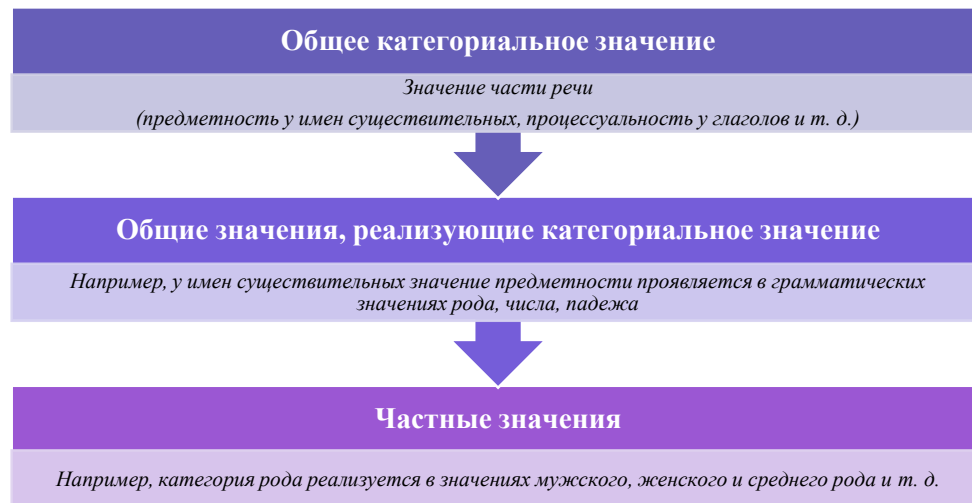 Общее категориальное значение
Значение части речи
(предметность у имен существительных, процессуальность у глаголов и т. д.)
Общие значения, реализующие категориальное значение
Например, у имен существительных значение предметности проявляется в грамматических
значениях рода, числа, падежа
Частные значения
Например, категория рода реализуется в значениях мужского, женского и среднего рода и т. д.